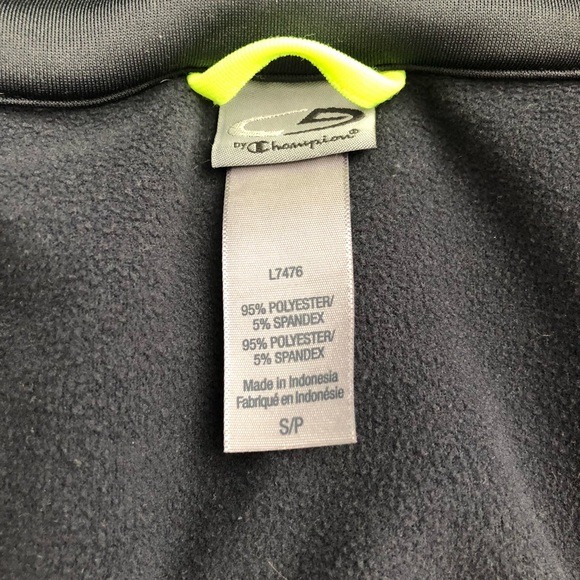 BY Champion®
L7476
95% POLYESTER/
5% SPANDEX
95% POLYESTER/
5% SPANDEX
Made in Indonesia
Fabriqué en Indonésie
S/P